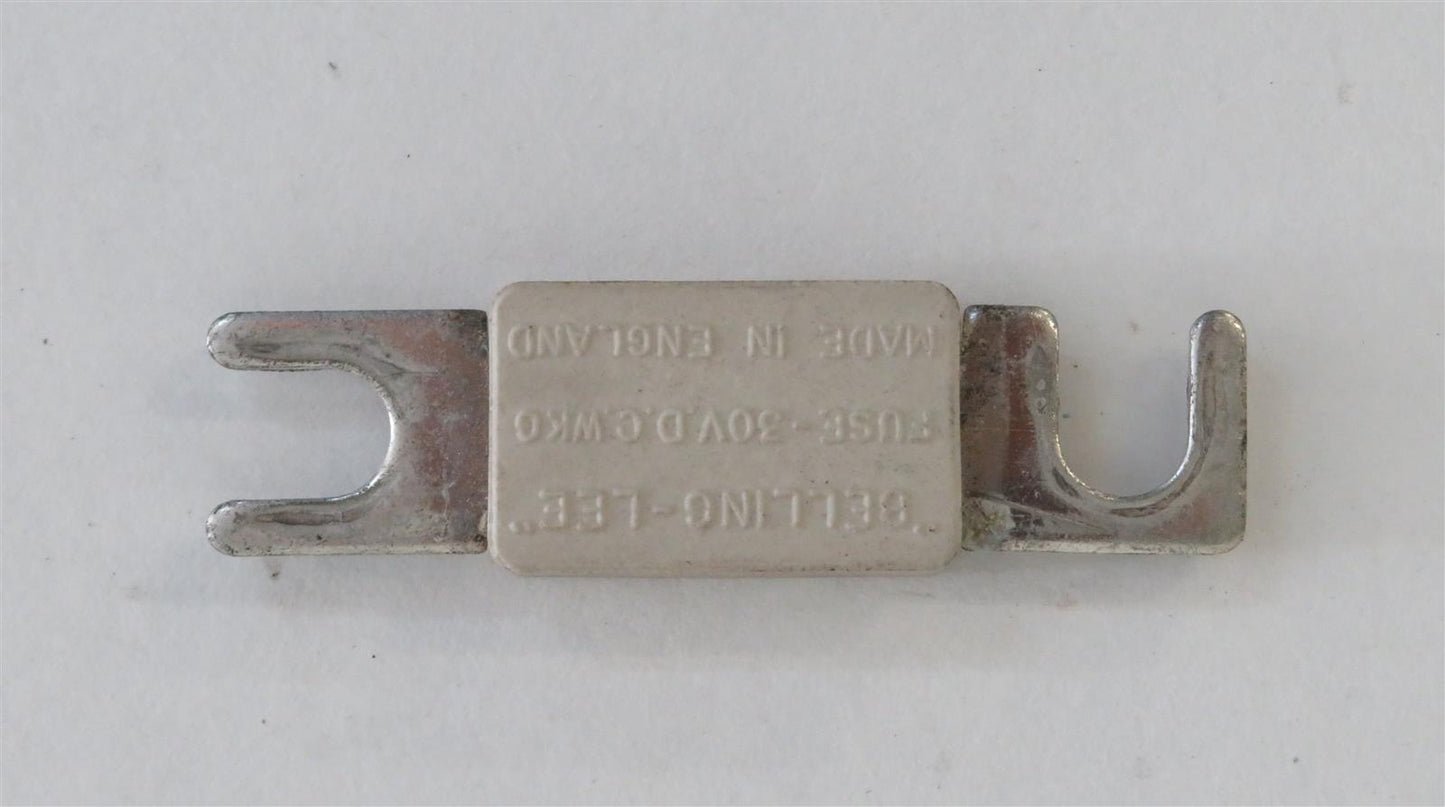 "BELLING-LEE"
FUSE-30V.D.C.WKG
MADE IN ENGLAND